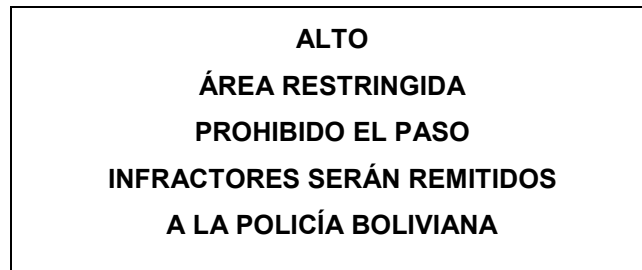 ALTO
ÁREA RESTRINGIDA
PROHIBIDO EL PASO
INFRACTORES SERÁN REMITIDOS
A LA POLICÍA BOLIVIANA